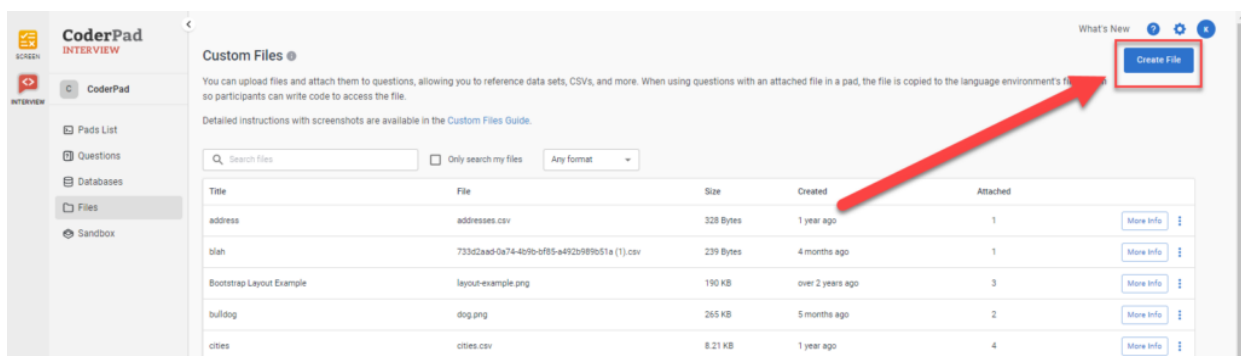 What's New ? K
SCREEN
CoderPad
INTERVIEW
INTERVIEW
C CoderPad
Pads List
Questions
Databases
Files
Sandbox
Custom Files
Create File
You can upload files and attach them to questions, allowing you to reference data sets, CSVs, and more. When using questions with an attached file in a pad, the file is copied to the language environment's
so participants can write code to access the file.
Detailed instructions with screenshots are available in the Custom Files Guide.
Search files Only search my files Any format
Title File Size Created Attached
address addresses.csv 328 Bytes 1 year ago 1 More Info
blah 733d2aad-0a74-4b9b-bf85-a492b989b51a (1).csv 239 Bytes 4 months ago 1 More Info
Bootstrap Layout Example layout-example.png 190 KB over 2 years ago 3 More Info
bulldog dog.png 265 KB 5 months ago 2 More Info
cities cities.csv 8.21 KB 1 year ago 4 More Info